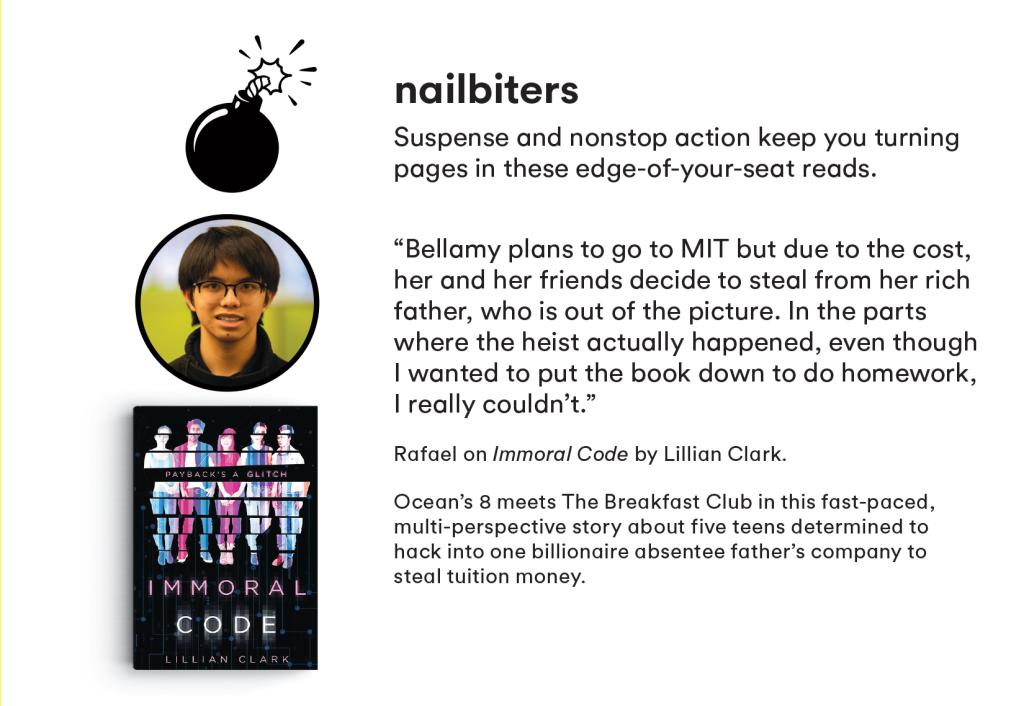 nailbiters
Suspense and nonstop action keep you turning
pages in these edge-of-your-seat reads.
“Bellamy plans to go to MIT but due to the cost,
her and her friends decide to steal from her rich
father, who is out of the picture. In the parts
where the heist actually happened, even though
I wanted to put the book down to do homework,
I really couldn’t.”
Rafael on Immoral Code by Lillian Clark.
Ocean’s 8 meets The Breakfast Club in this fast-paced,
multi-perspective story about five teens determined to
hack into one billionaire absentee father’s company to
steal tuition money.
PAYBACK’S A GLITCH
IMMORAL
CODE
LILLIAN CLARK